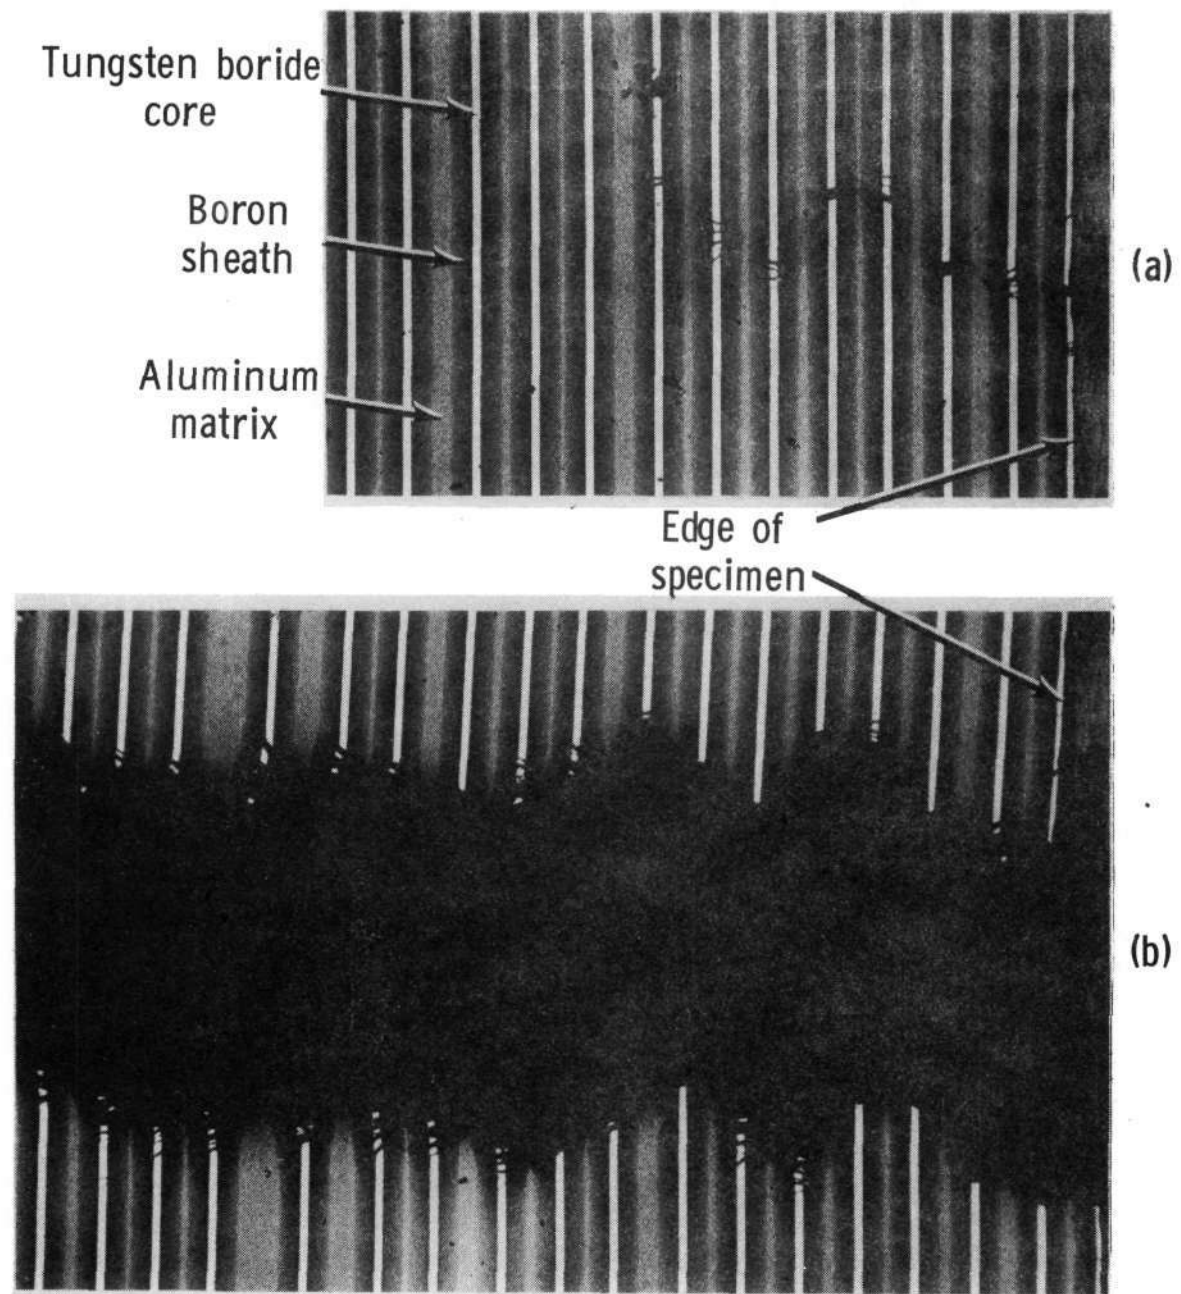 Tungsten boride
core
Boron
sheath
(a)
Aluminum
matrix
Edge of
specimen
(b)